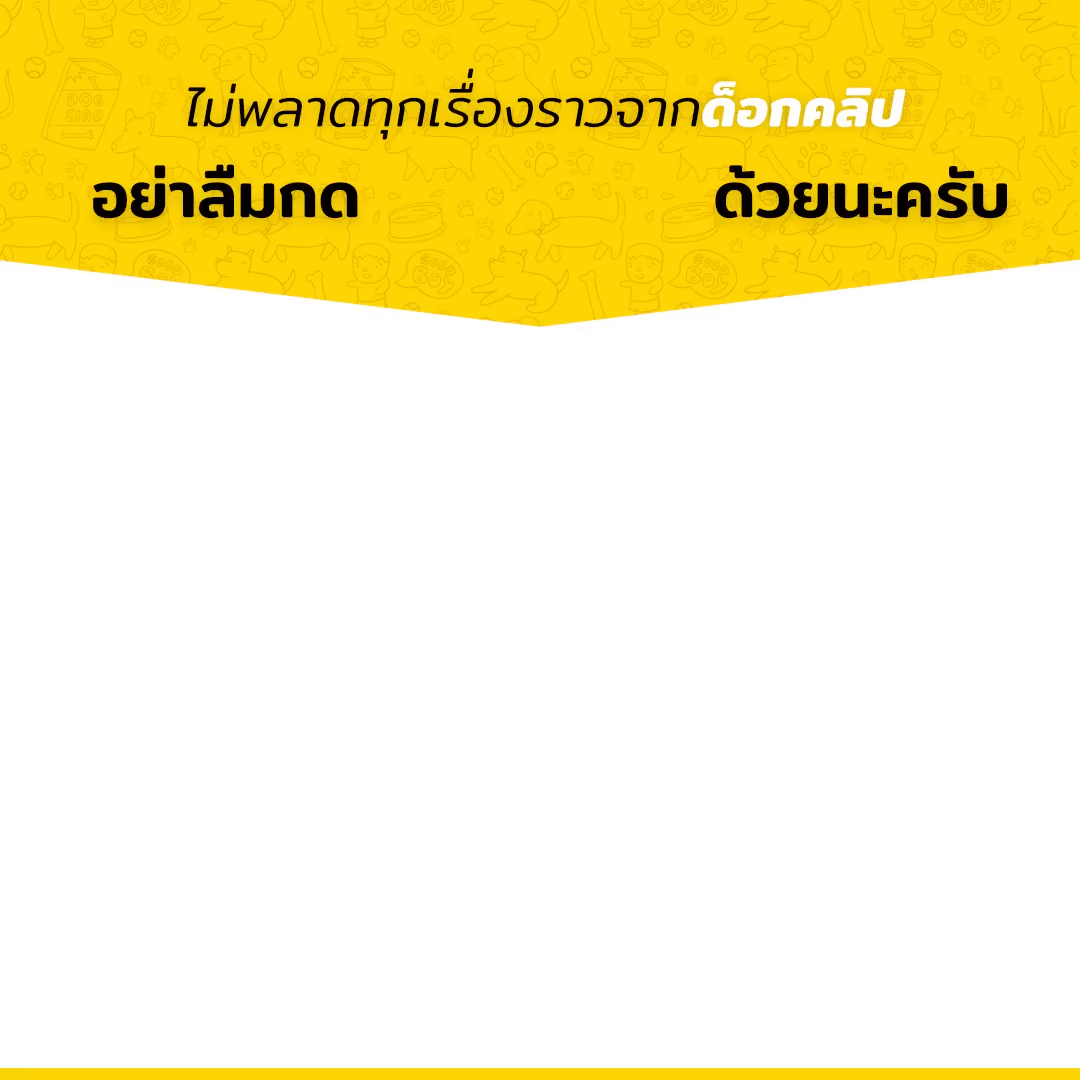 ไม่พลาดทุกเรื่องราวจากด็อกคลิป
อย่าลืมกด ด้วยนะครับ